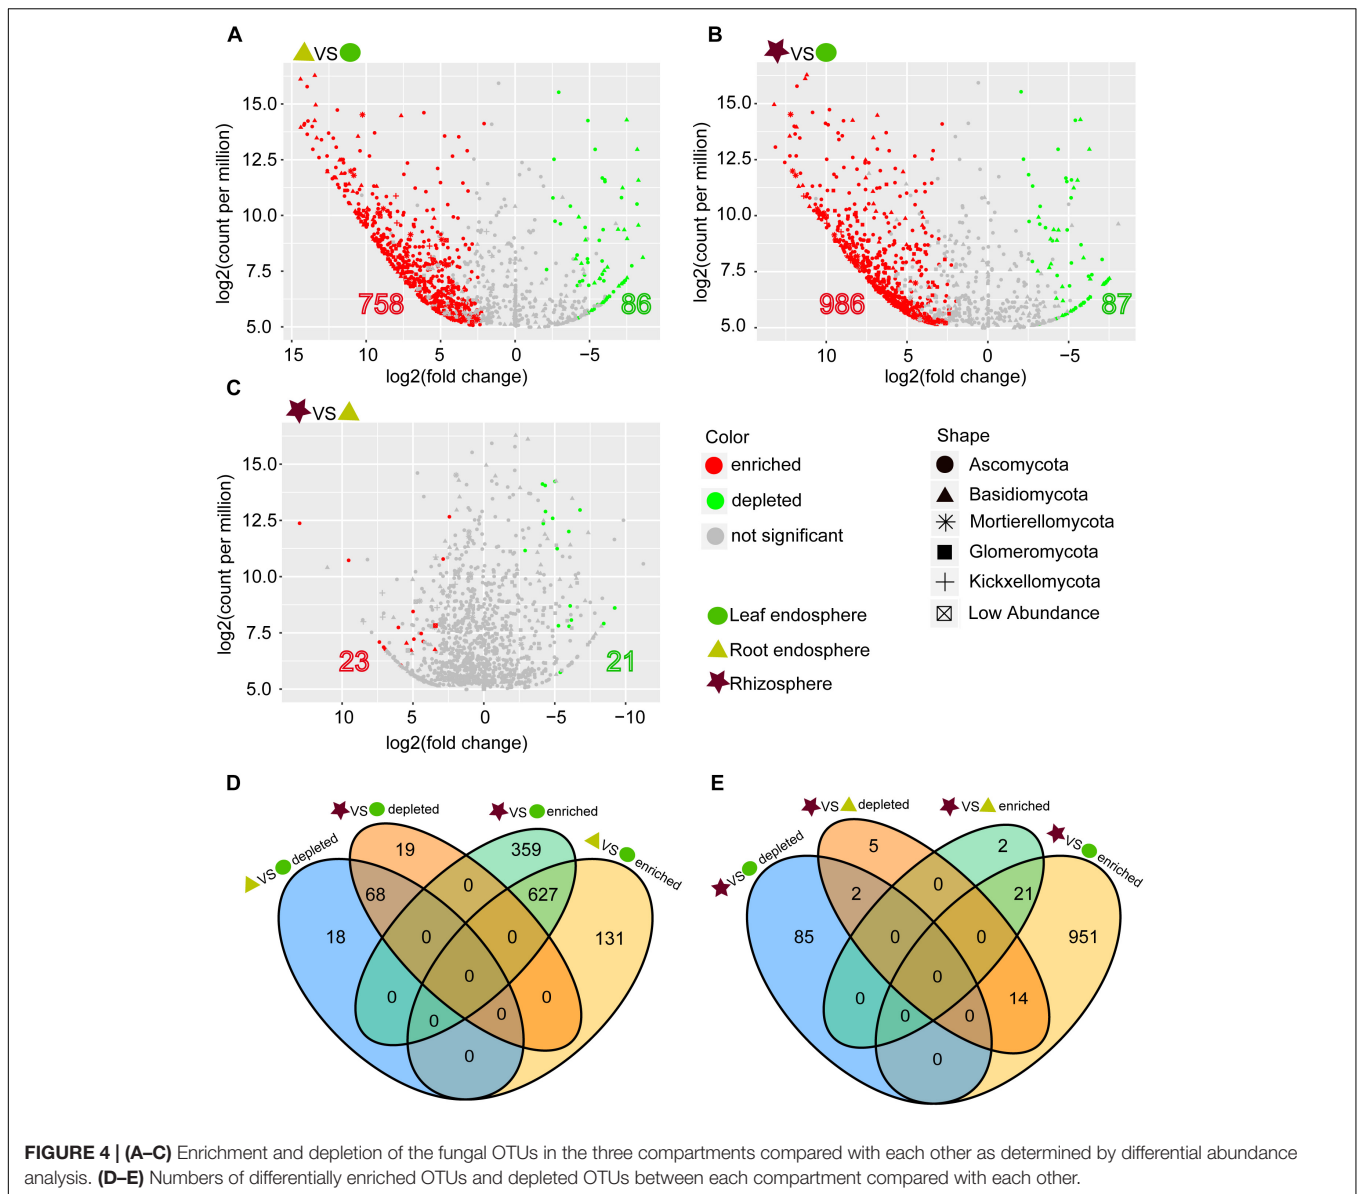 A
VS
log2(count per million)
15.0
12.5
10.0
7.5
5.0
758
86
15 10 5 0 −5
log2(fold change)
B
VS
log2(count per million)
15.0
12.5
10.0
7.5
5.0
986
87
10 5 0 −5
log2(fold change)
C
VS
log2(count per million)
15.0
12.5
10.0
7.5
5.0
23
21
10 5 0 −5 −10
log2(fold change)
Color
enriched
depleted
not significant
Leaf endosphere
Root endosphere
Rhizosphere
Shape
Ascomycota
Basidiomycota
Mortierellomycota
Glomeromycota
Kickxellomycota
Low Abundance
D
VS depleted
VS depleted
VS enriched
VS enriched
19
359
68
0
627
18
0
0
131
0
0
0
0
0
0
E
VS depleted
VS depleted
VS enriched
VS enriched
5
2
2
0
21
85
0
0
951
0
0
14
0
0
0
FIGURE 4 | (A–C) Enrichment and depletion of the fungal OTUs in the three compartments compared with each other as determined by differential abundance
analysis. (D–E) Numbers of differentially enriched OTUs and depleted OTUs between each compartment compared with each other.